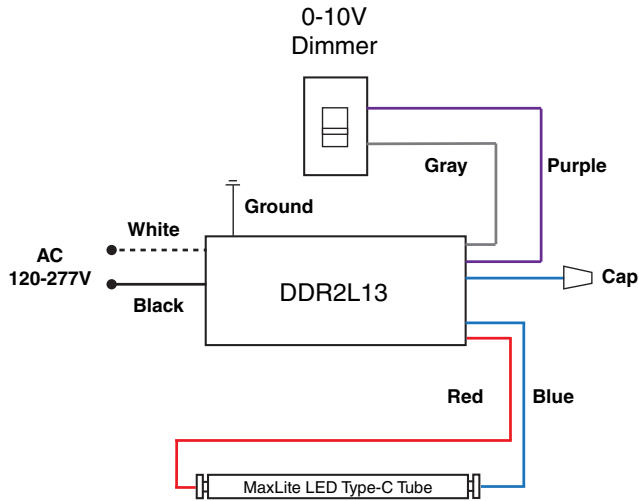 0-10V
Dimmer
Gray
Purple
Ground
White
AC
120-277V
Black
DDR2L13
Cap
Red
Blue
MaxLite LED Type-C Tube